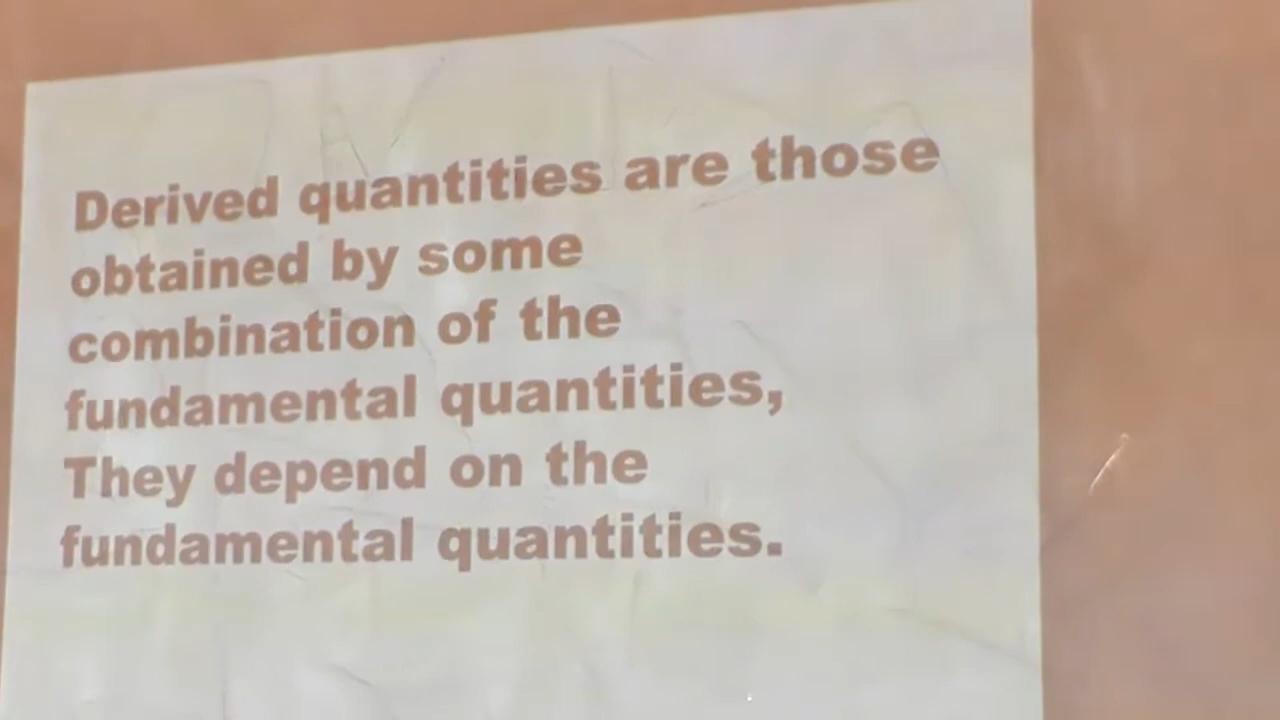 Derived quantities are those
obtained by some
combination of the
fundamental quantities,
They depend on the
fundamental quantities.